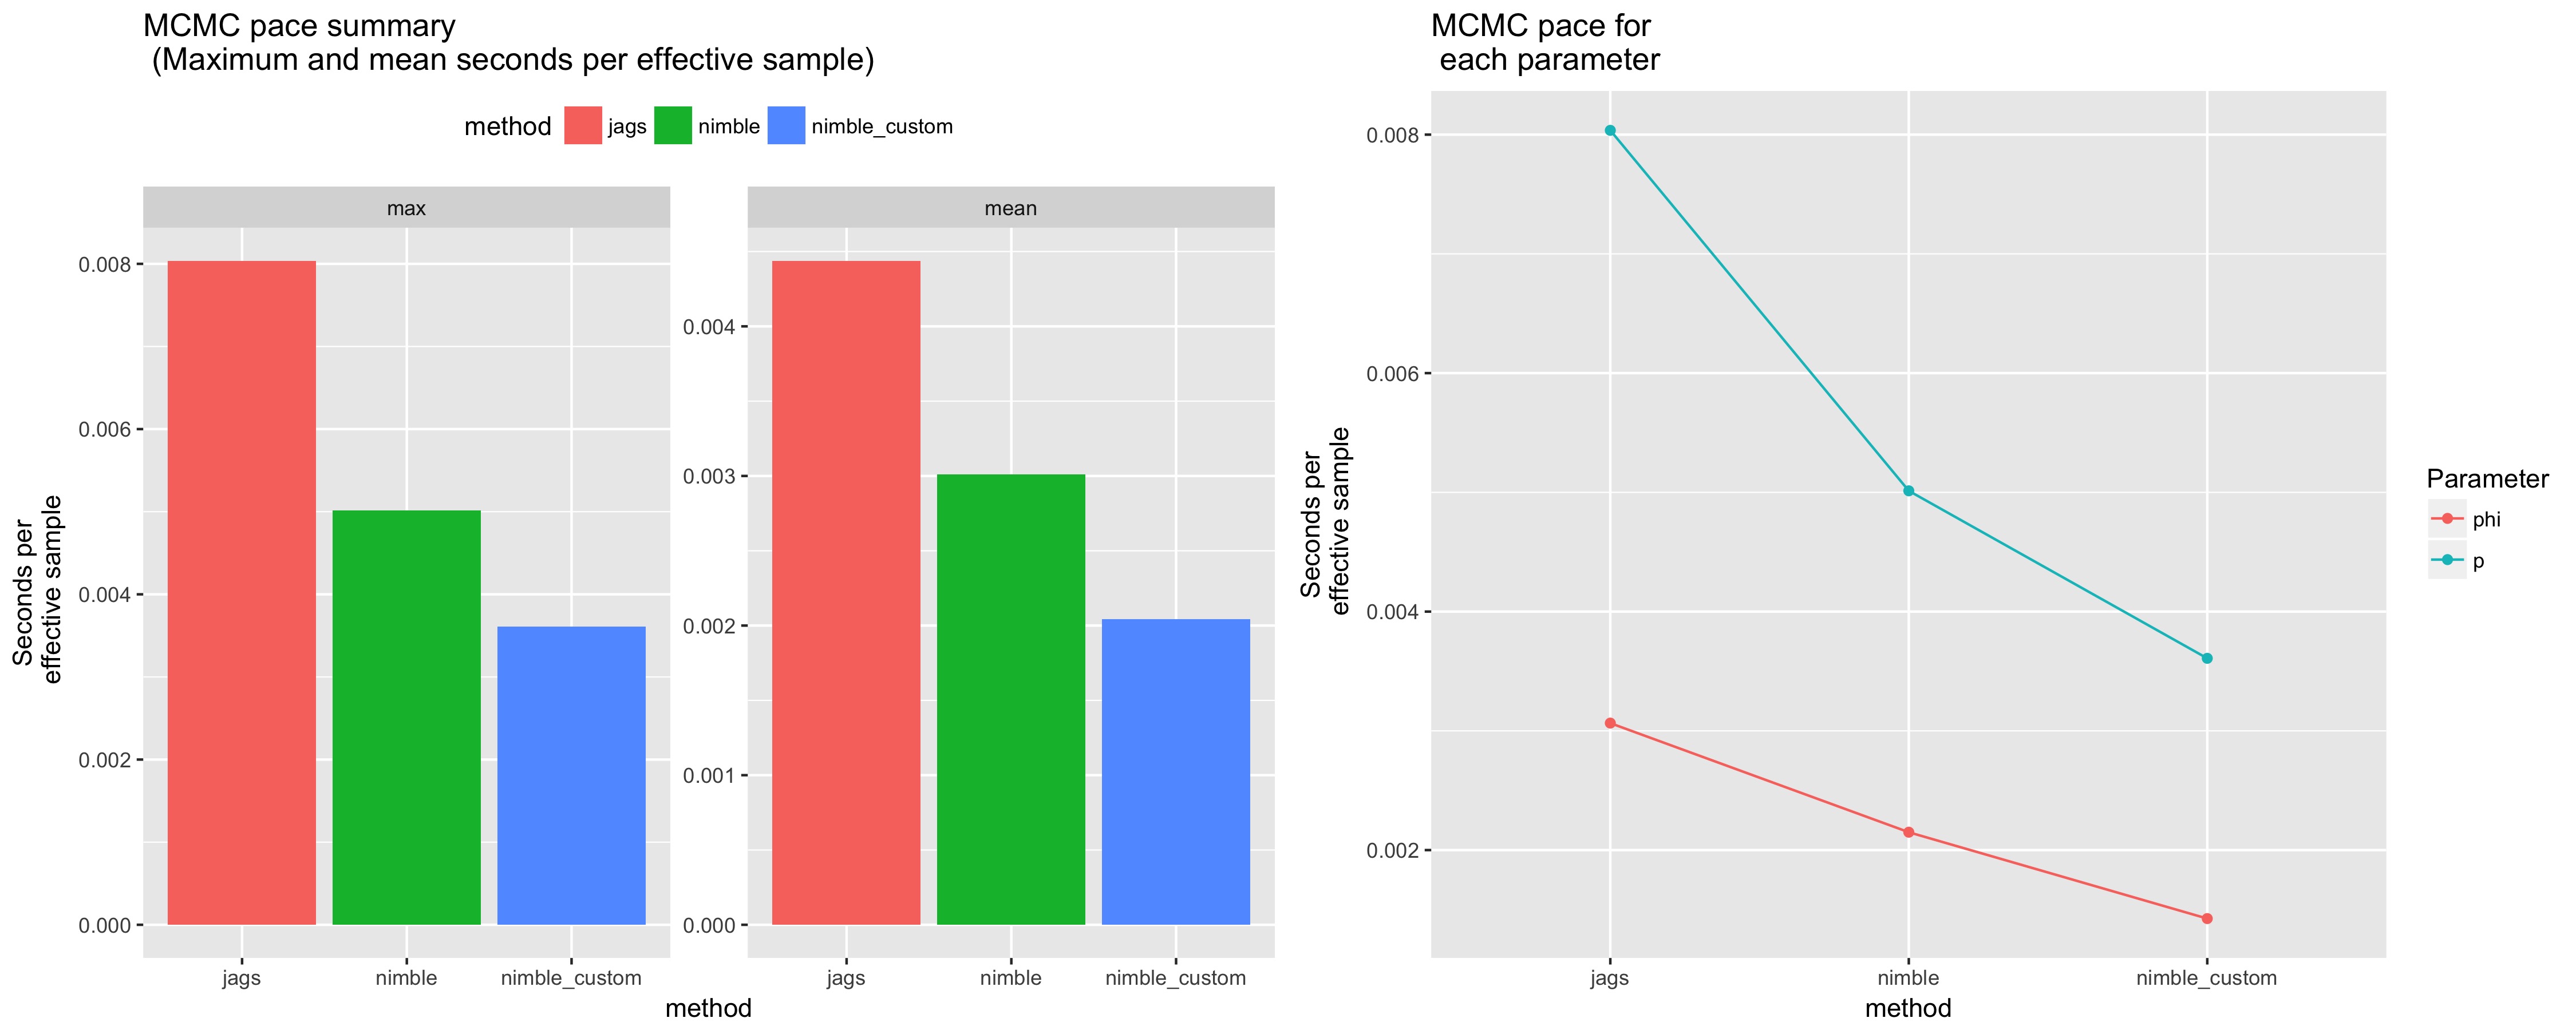 MCMC pace summary
(Maximum and mean seconds per effective sample)
method jags nimble nimble_custom
max
mean
0.008
0.006
0.004
0.002
0.000
0.004
0.003
0.002
0.001
0.000
Seconds per
effective sample
jags nimble nimble_custom
jags nimble nimble_custom
method
MCMC pace for
each parameter
0.008
0.006
0.004
0.002
Seconds per
effective sample
jags nimble nimble_custom
method
Parameter
phi
p